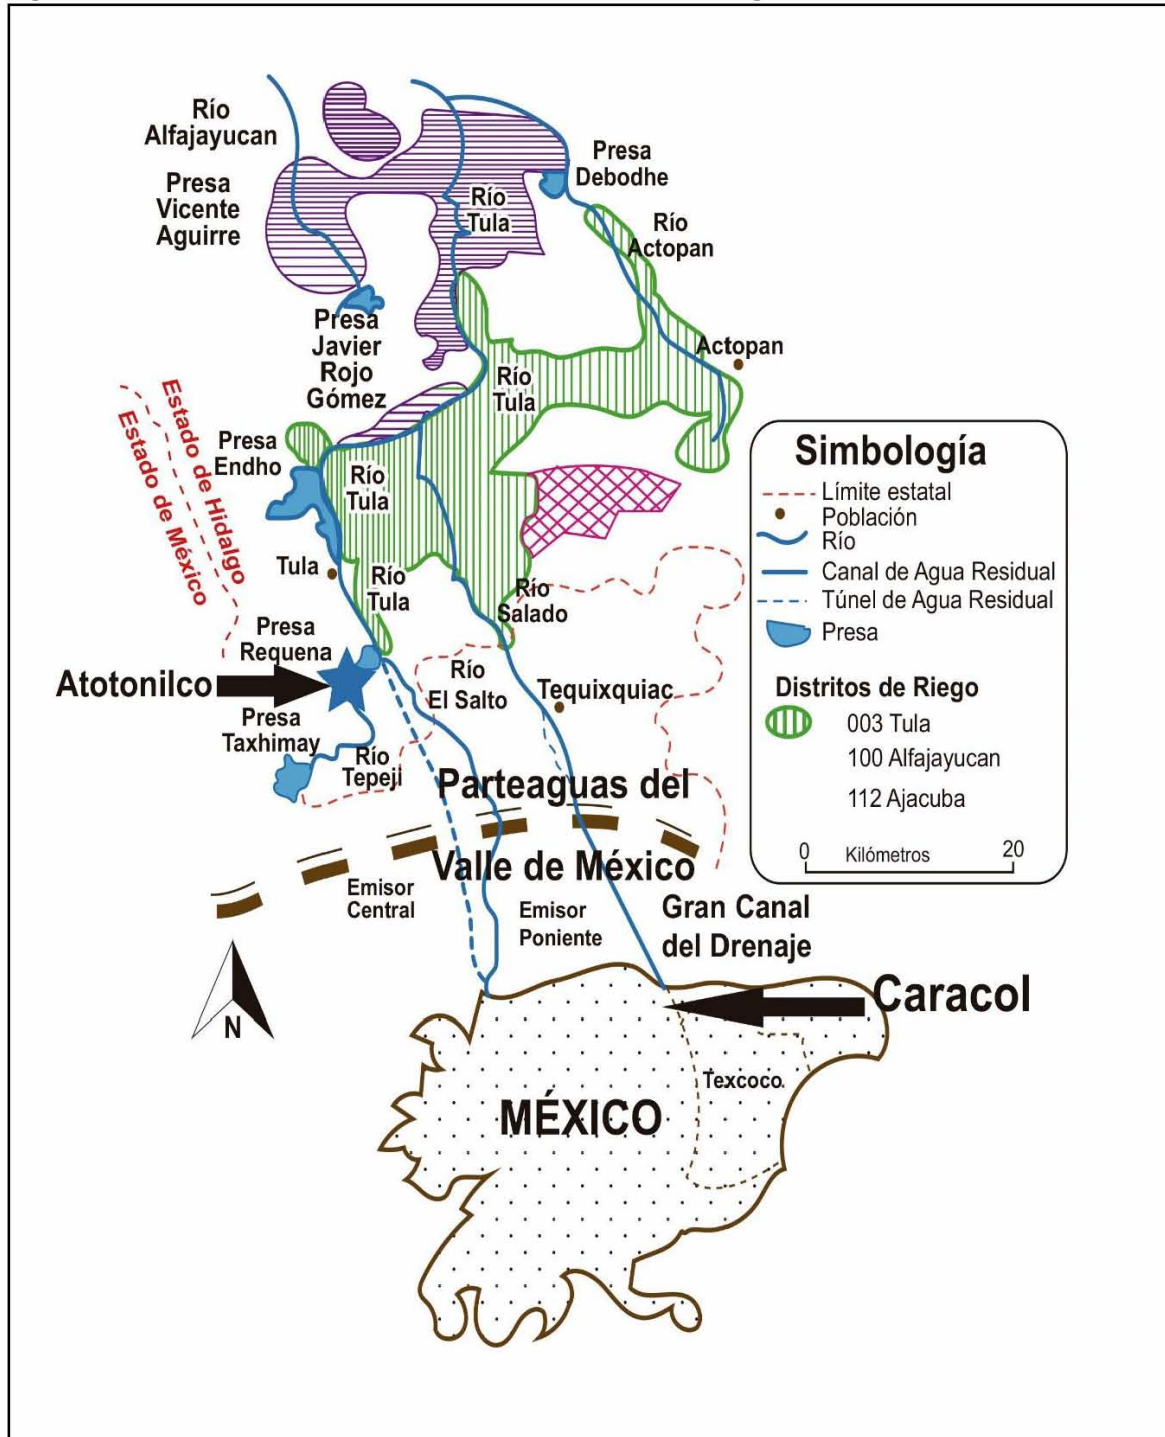 Río
Alfajayucan
Presa
Vicente
Aguirre
Presa
Debodhe
Río
Tula
Río
Actopan
Presa
Javier
Rojo
Gómez
Actopan
Río
Tula
Estado de Hidalgo
Estado de México
Presa
Endho
Río
Tula
Tula
Río
Tula
Río
Salado
Presa
Requena
Atotonilco
Río
El Salto
Tequixquiac
Presa
Taxhimay
Río
Tepeji
Parteaguas del
Valle de México
Emisor
Central
Emisor
Poniente
Gran Canal
del Drenaje
Caracol
N
Texcoco
MÉXICO
Simbología
Límite estatal
Población
Río
Canal de Agua Residual
Túnel de Agua Residual
Presa
Distritos de Riego
003 Tula
100 Alfajayucan
112 Ajacuba
0 Kilómetros 20